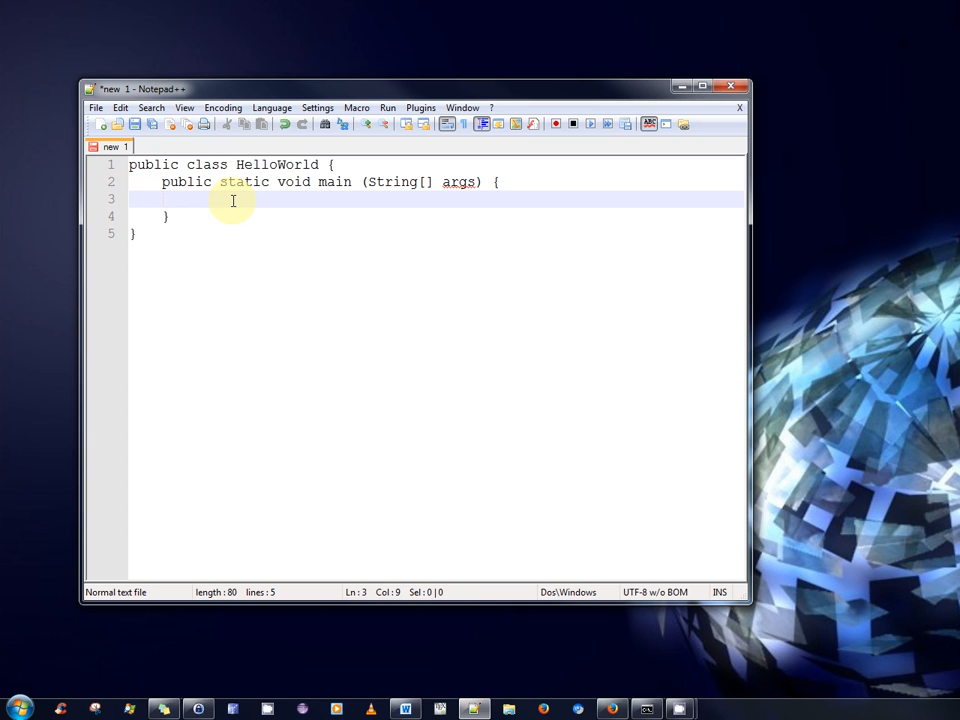 *new  1 - Notepad++
File Edit Search View Encoding Language Settings Macro Run Plugins Window ? X
ABC
new  1
1 public class HelloWorld {
2     public static void main (String[] args) {
3
4     }
5 }
Normal text file length : 80 lines : 5 Ln : 3 Col : 9 Sel : 0 | 0 Dos\Windows UTF-8 w/o BOM INS